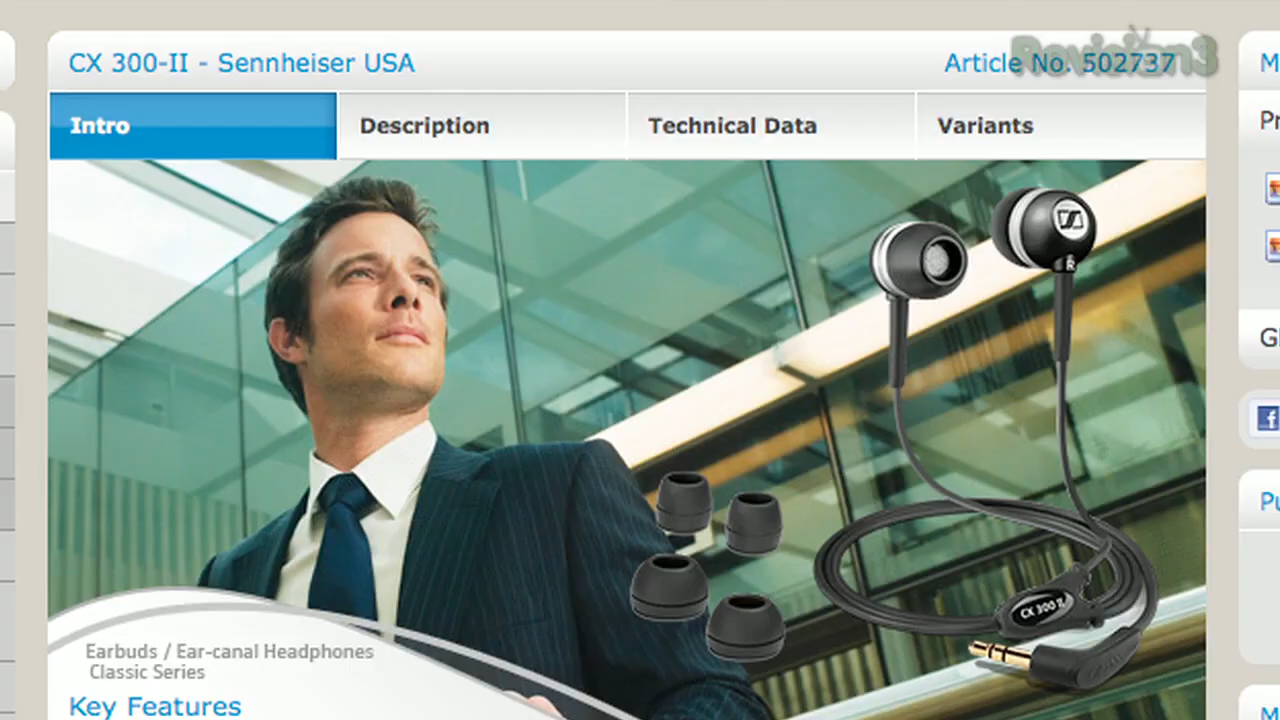 CX 300-II - Sennheiser USA
Article No. 502737
Revision3
Intro
Description
Technical Data
Variants
R
CX 300 II
Earbuds / Ear-canal Headphones
Classic Series
Key Features
f